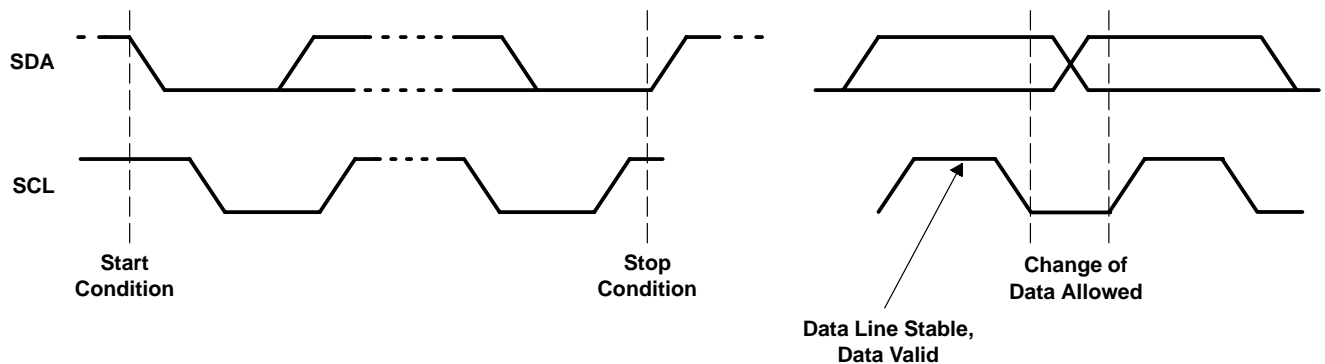 SDA
SCL
Start
Condition
Stop
Condition
Change of
Data Allowed
Data Line Stable,
Data Valid